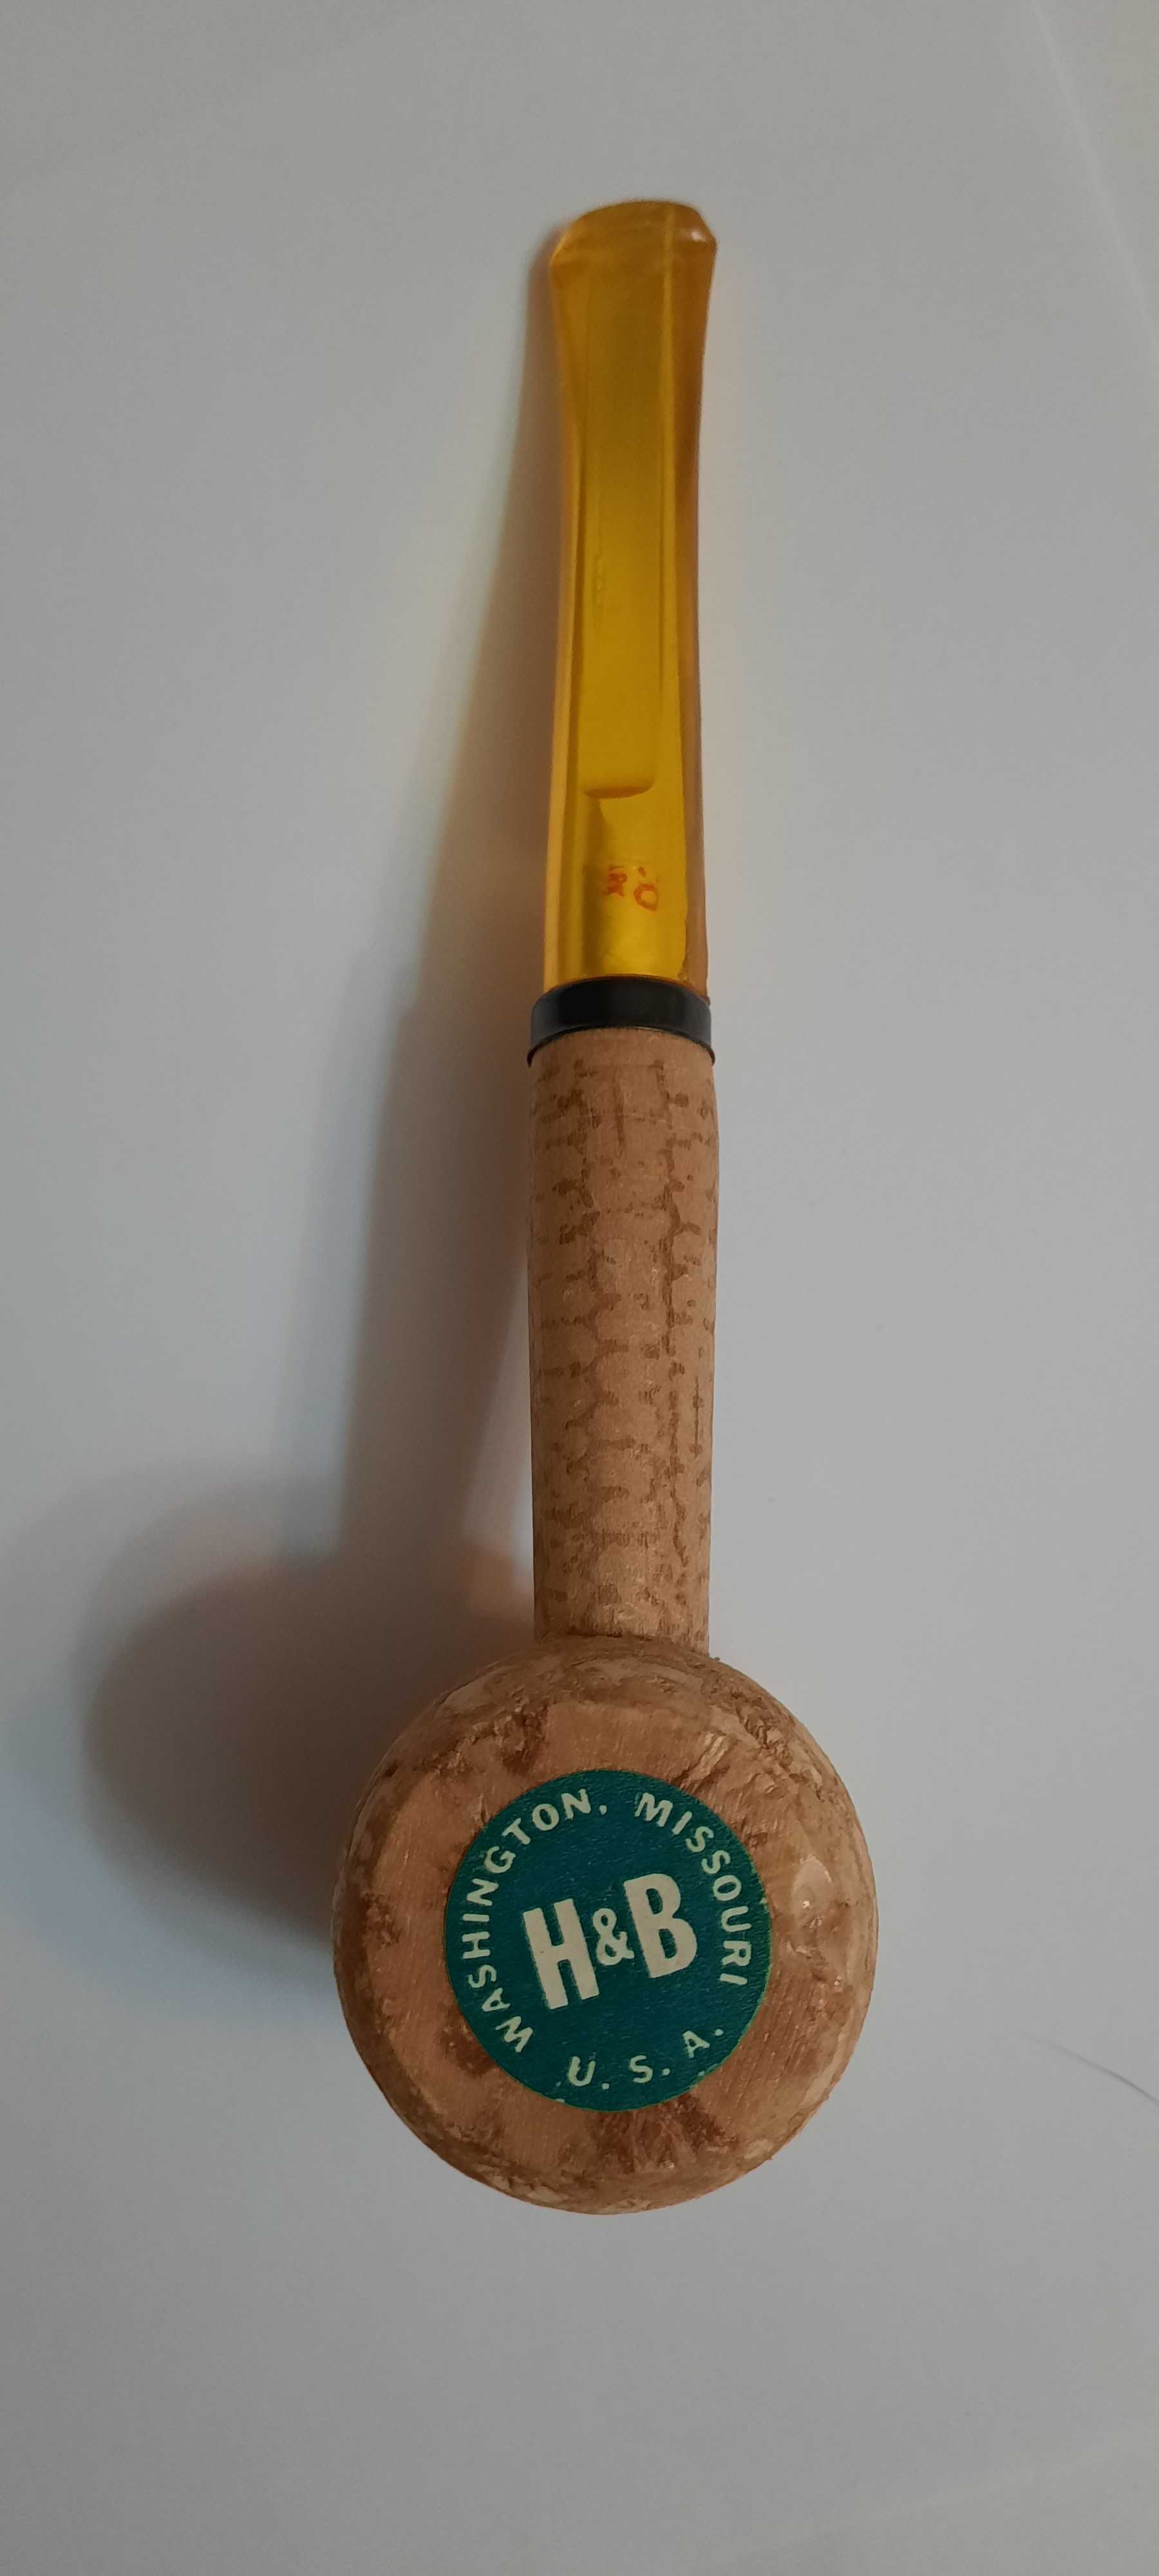 WASHINGTON, MISSOURI
H&B
U. S. A.